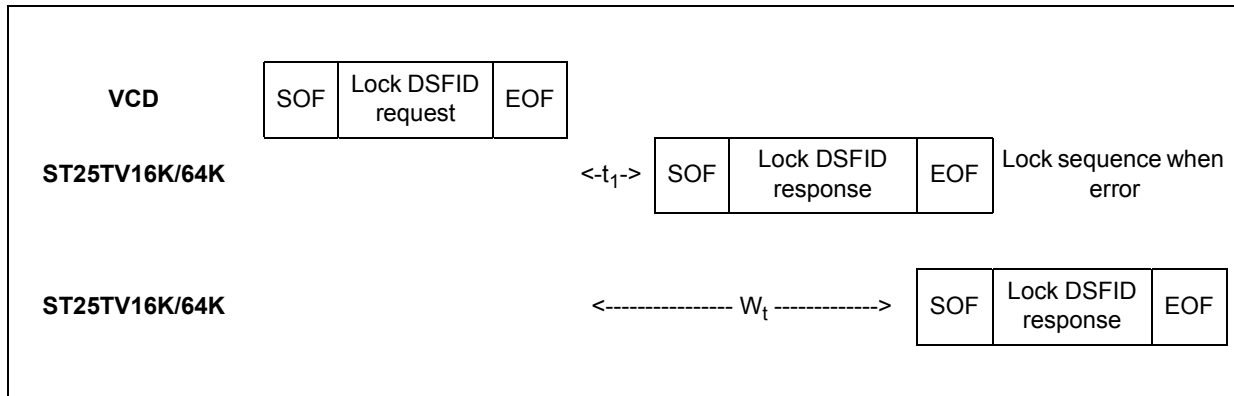 VCD SOF Lock DSFID request EOF
ST25TV16K/64K <-t1-> SOF Lock DSFID response EOF Lock sequence when error
ST25TV16K/64K <---------------- Wt -------------> SOF Lock DSFID response EOF